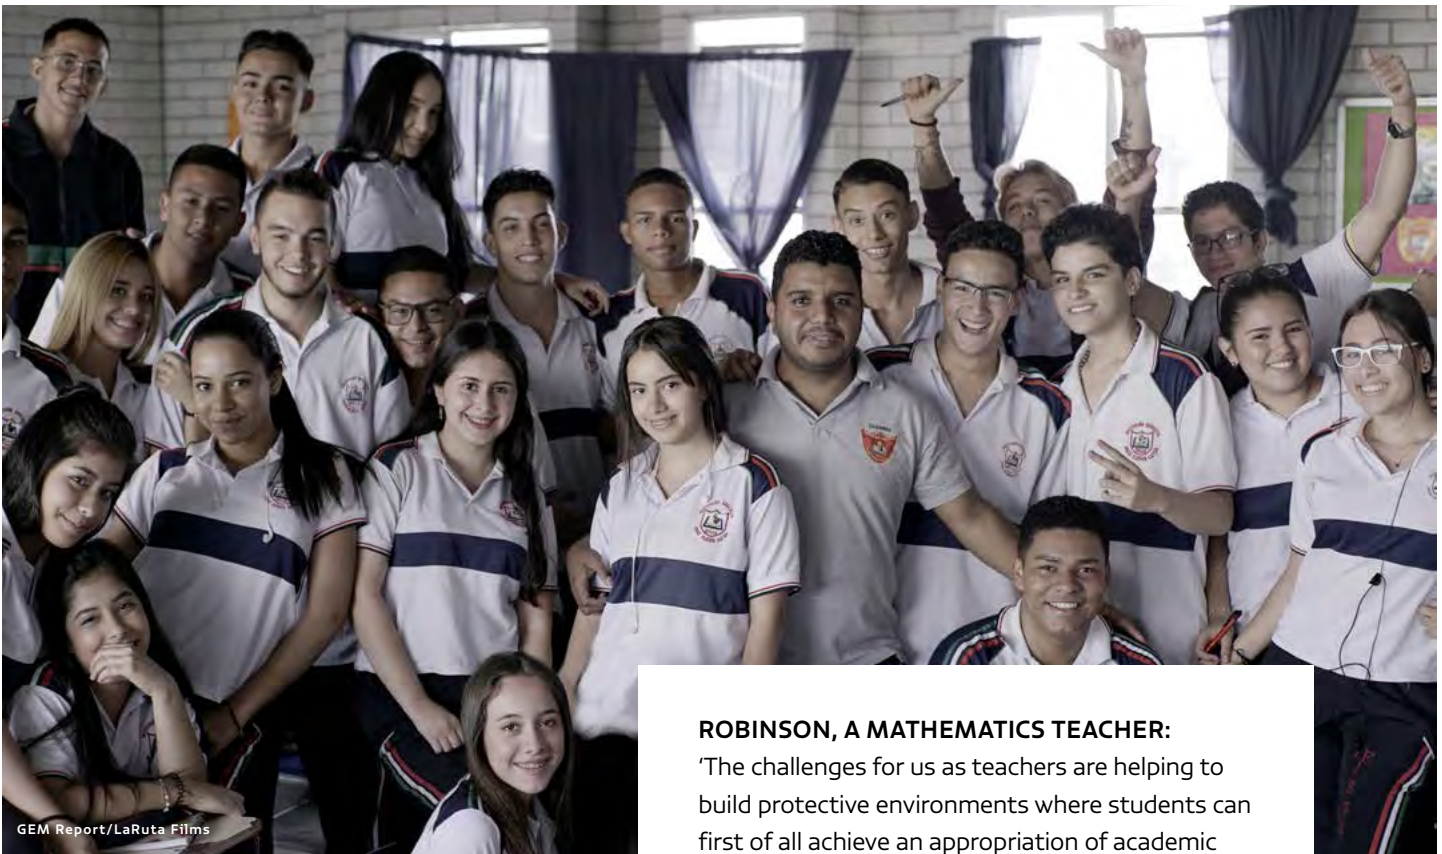 GEM Report/LaRuta Films
ROBINSON, A MATHEMATICS TEACHER:
‘The challenges for us as teachers are helping to
build protective environments where students can
first of all achieve an appropriation of academic